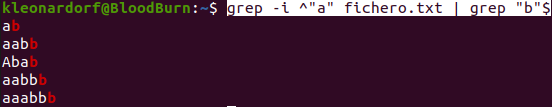 kleonardorf@BloodBurn:~$ grep -i ^"a" fichero.txt | grep "b"$
ab
aabb
Abab
aabbb
aaabbb